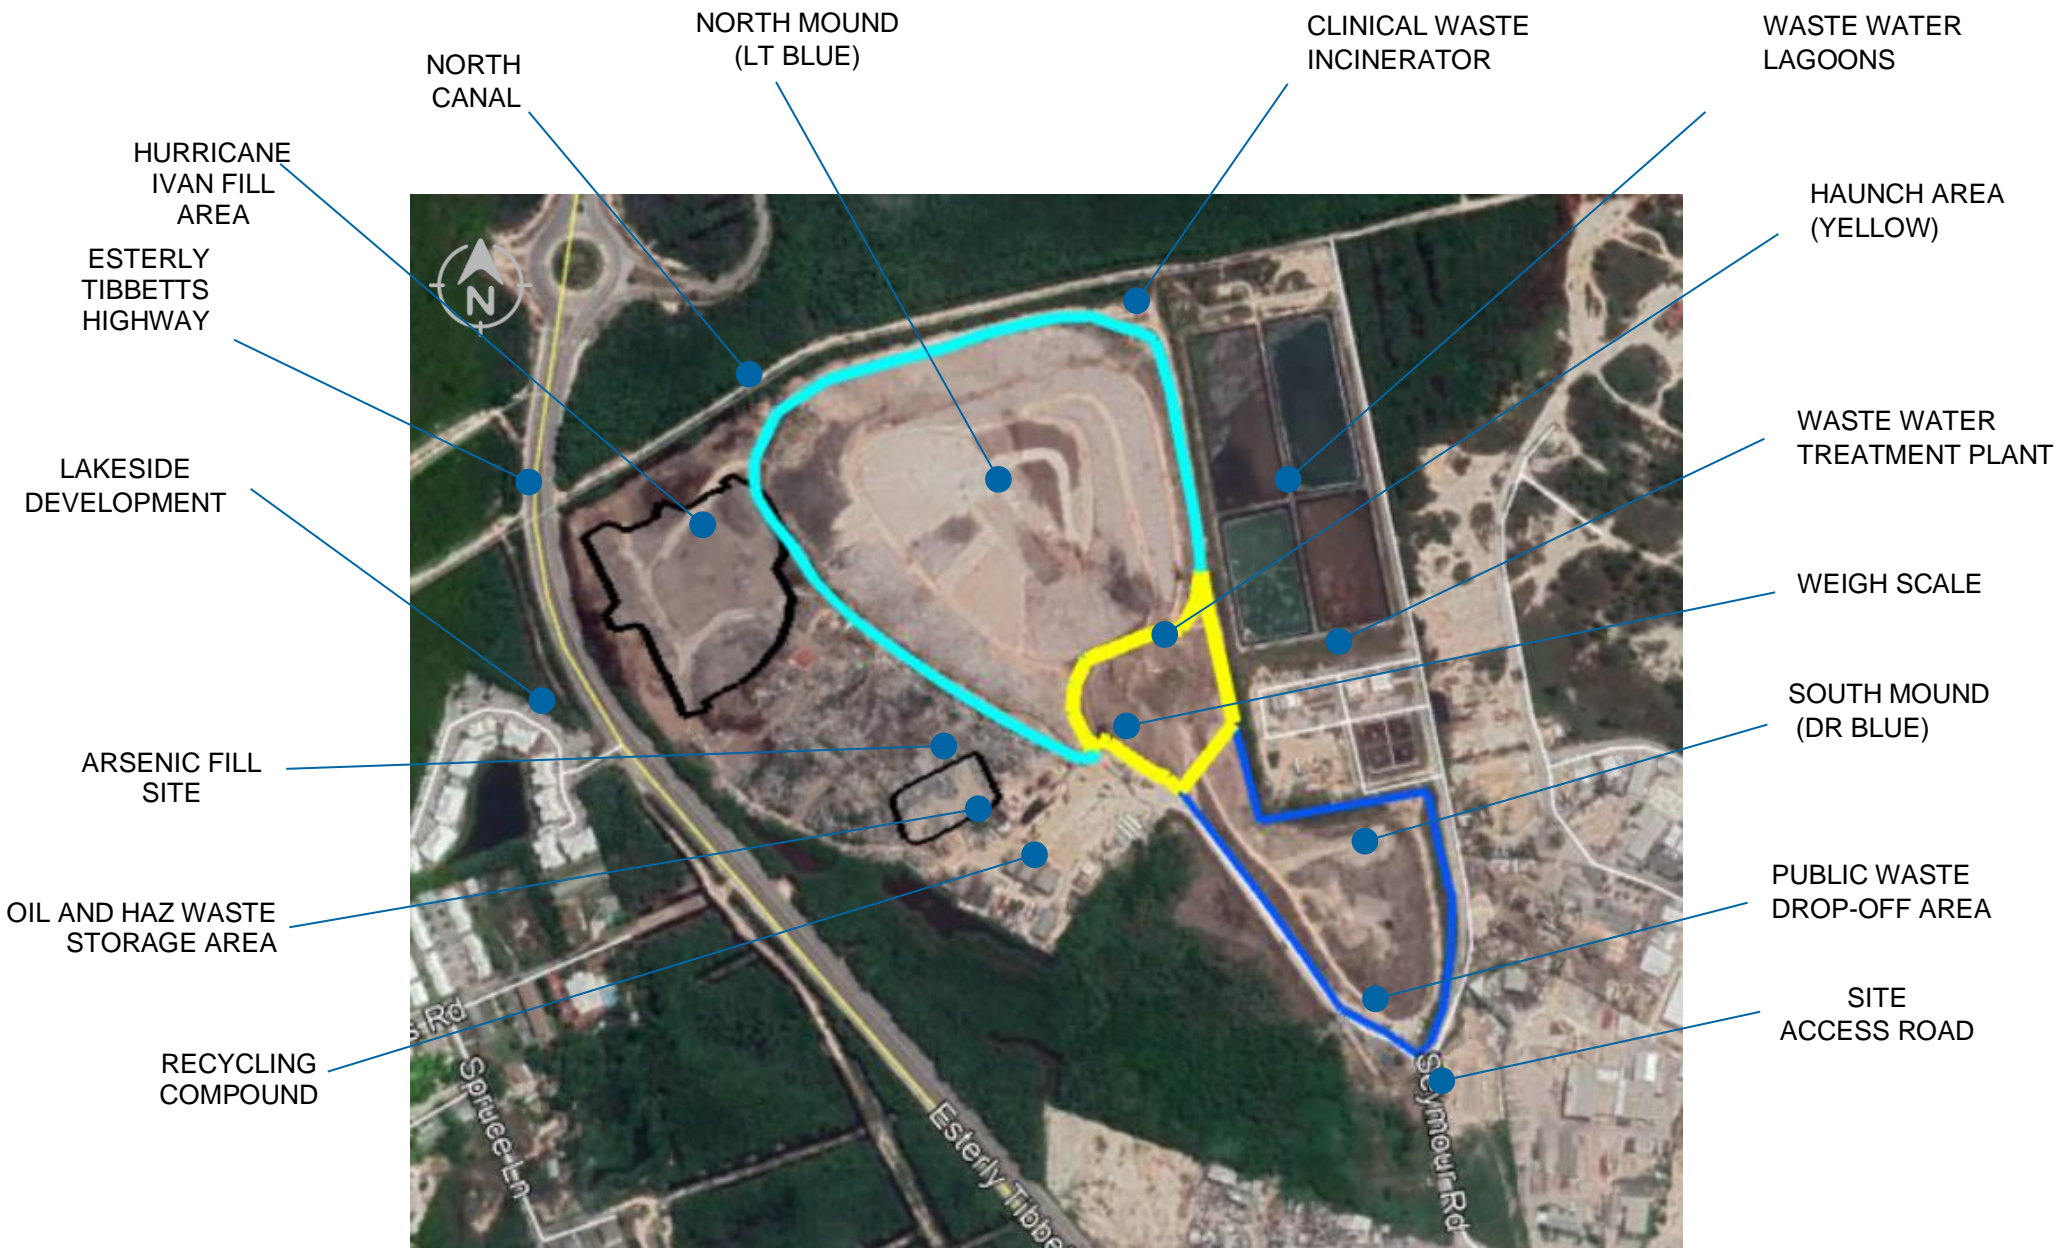 NORTH MOUND
(LT BLUE)
CLINICAL WASTE
INCINERATOR
WASTE WATER
LAGOONS
NORTH
CANAL
HURRICANE
IVAN FILL
AREA
HAUNCH AREA
(YELLOW)
ESTERLY
TIBBETTS
HIGHWAY
N
WASTE WATER
TREATMENT PLANT
LAKESIDE
DEVELOPMENT
WEIGH SCALE
SOUTH MOUND
(DR BLUE)
ARSENIC FILL
SITE
PUBLIC WASTE
DROP-OFF AREA
OIL AND HAZ WASTE
STORAGE AREA
SITE
ACCESS ROAD
RECYCLING
COMPOUND
s Rd
Spruce Ln
Esterly Tibbe
Seymour Rd